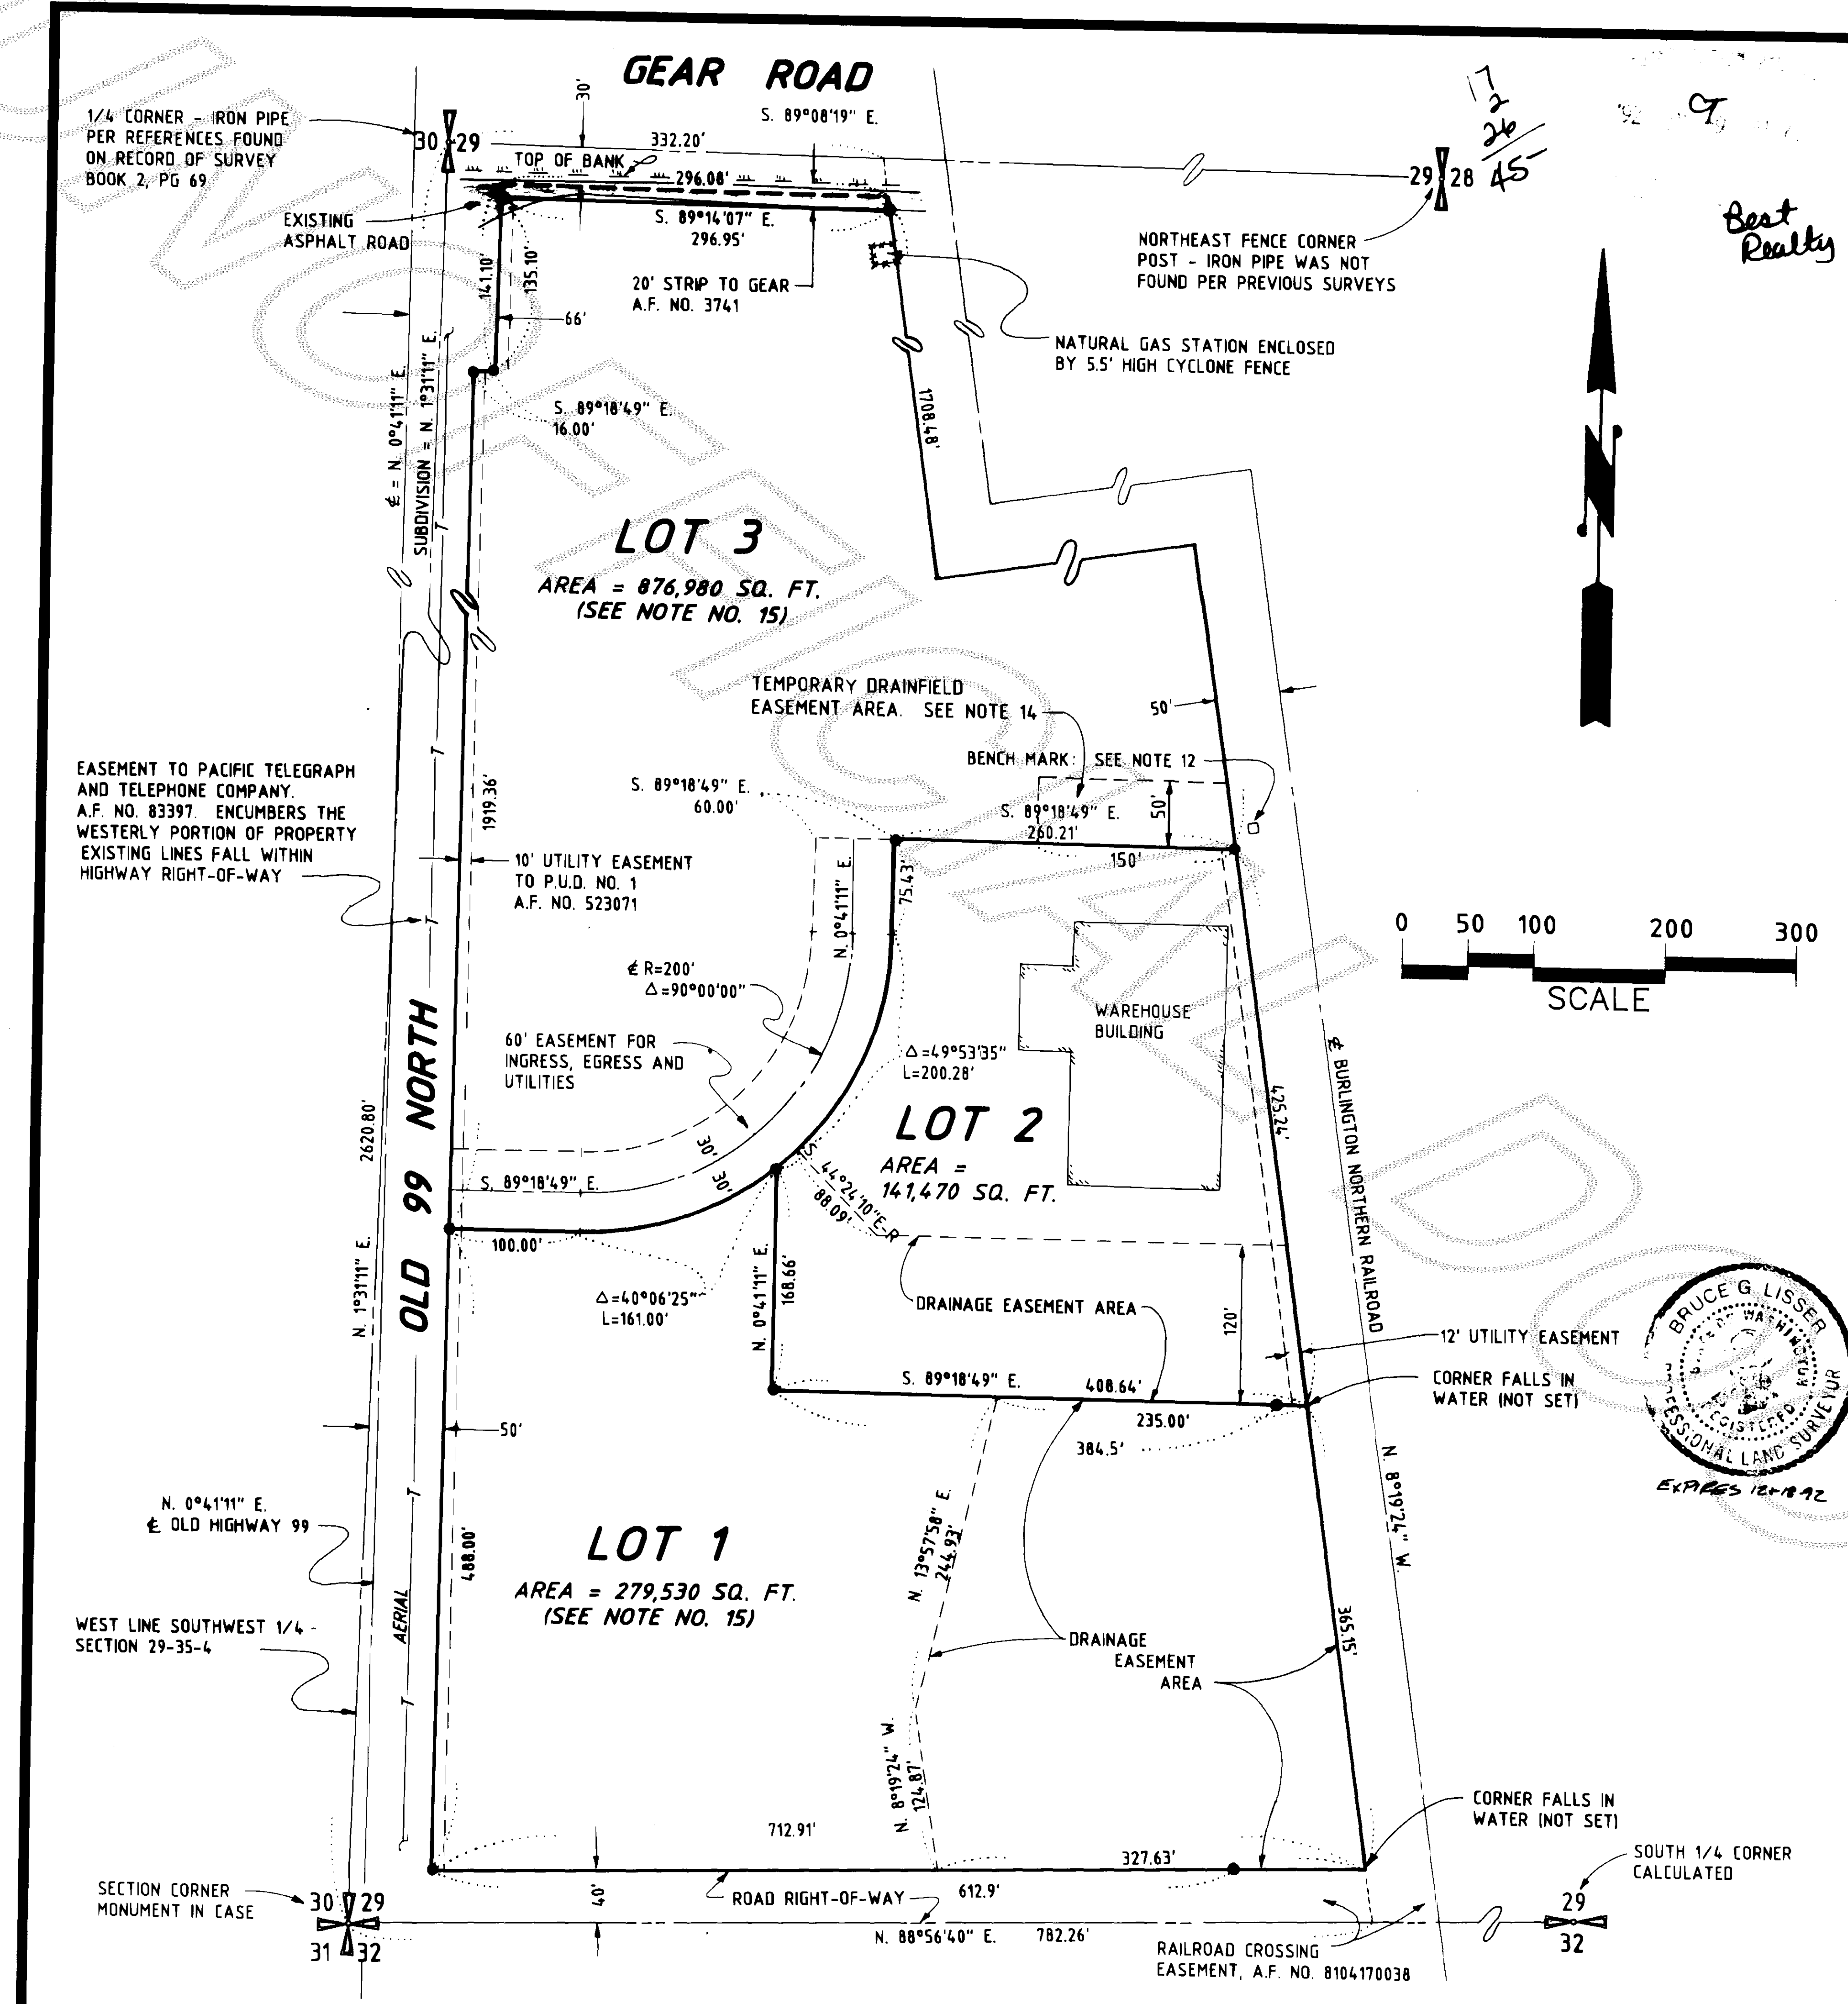 GEAR ROAD
1/4 CORNER - IRON PIPE
PER REFERENCES FOUND
ON RECORD OF SURVEY
BOOK 2, PG 69
30 29
30'
S. 89°08'19" E.
332.20'
TOP OF BANK
296.08'
S. 89°14'07" E.
296.95'
EXISTING
ASPHALT ROAD
20' STRIP TO GEAR
A.F. NO. 3741
141.10'
135.10'
66'
29 28
17
2
26
45
'92
Best
Realty
NORTHEAST FENCE CORNER
POST - IRON PIPE WAS NOT
FOUND PER PREVIOUS SURVEYS
NATURAL GAS STATION ENCLOSED
BY 5.5' HIGH CYCLONE FENCE
N
₵ = N. 0°41'11" E.
SUBDIVISION = N. 1°31'11" E.
S. 89°18'49" E.
16.00'
1708.48'
LOT 3
AREA = 876,980 SQ. FT.
(SEE NOTE NO. 15)
TEMPORARY DRAINFIELD
EASEMENT AREA. SEE NOTE 14
50'
BENCH MARK: SEE NOTE 12
EASEMENT TO PACIFIC TELEGRAPH
AND TELEPHONE COMPANY.
A.F. NO. 83397. ENCUMBERS THE
WESTERLY PORTION OF PROPERTY
EXISTING LINES FALL WITHIN
HIGHWAY RIGHT-OF-WAY
T
T
T
T
1919.36'
S. 89°18'49" E.
60.00'
S. 89°18'49" E.
260.21'
50'
150'
10' UTILITY EASEMENT
TO P.U.D. NO. 1
A.F. NO. 523071
N. 0°41'11" E.
75.43'
0 50 100 200 300
SCALE
₵ R=200'
Δ=90°00'00"
60' EASEMENT FOR
INGRESS, EGRESS AND
UTILITIES
WAREHOUSE
BUILDING
Δ=49°53'35"
L=200.28'
425.24'
₵ BURLINGTON NORTHERN RAILROAD
OLD 99 NORTH
2620.80'
N. 1°31'11" E.
LOT 2
AREA =
141,470 SQ. FT.
30'
30'
S. 89°18'49" E.
S 44°24'10"E-R
88.09'
100.00'
Δ=40°06'25"
L=161.00'
N. 0°41'11" E.
168.66'
DRAINAGE EASEMENT AREA
120'
12' UTILITY EASEMENT
CORNER FALLS IN
WATER (NOT SET)
S. 89°18'49" E.
408.64'
235.00'
384.5'
50'
BRUCE G. LISSER
STATE OF WASHINGTON
REGISTERED
PROFESSIONAL LAND SURVEYOR
EXPIRES 12-18-92
N. 8°19'24" W.
N. 0°41'11" E.
₵ OLD HIGHWAY 99
T
488.00'
LOT 1
AREA = 279,530 SQ. FT.
(SEE NOTE NO. 15)
N. 13°57'58" E.
244.93'
AERIAL
T
WEST LINE SOUTHWEST 1/4 -
SECTION 29-35-4
DRAINAGE
EASEMENT
AREA
365.15'
N. 8°19'24" W.
124.87'
CORNER FALLS IN
WATER (NOT SET)
712.91'
327.63'
SOUTH 1/4 CORNER
CALCULATED
SECTION CORNER
MONUMENT IN CASE
30 29
31 32
40'
ROAD RIGHT-OF-WAY
612.9'
N. 88°56'40" E. 782.26'
29
32
RAILROAD CROSSING
EASEMENT, A.F. NO. 8104170038
UNOFFICIAL DOC